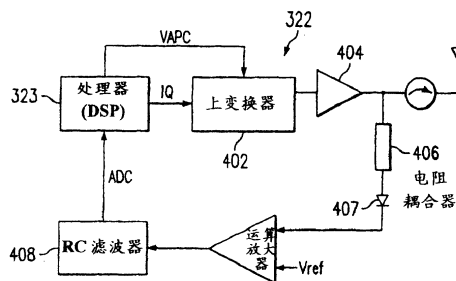 VAPC
322
404
处理器
(DSP)
323
IQ
上变换器
402
406
电阻
耦合器
407
ADC
运算
放大
器
Vref
RC 滤波器
408